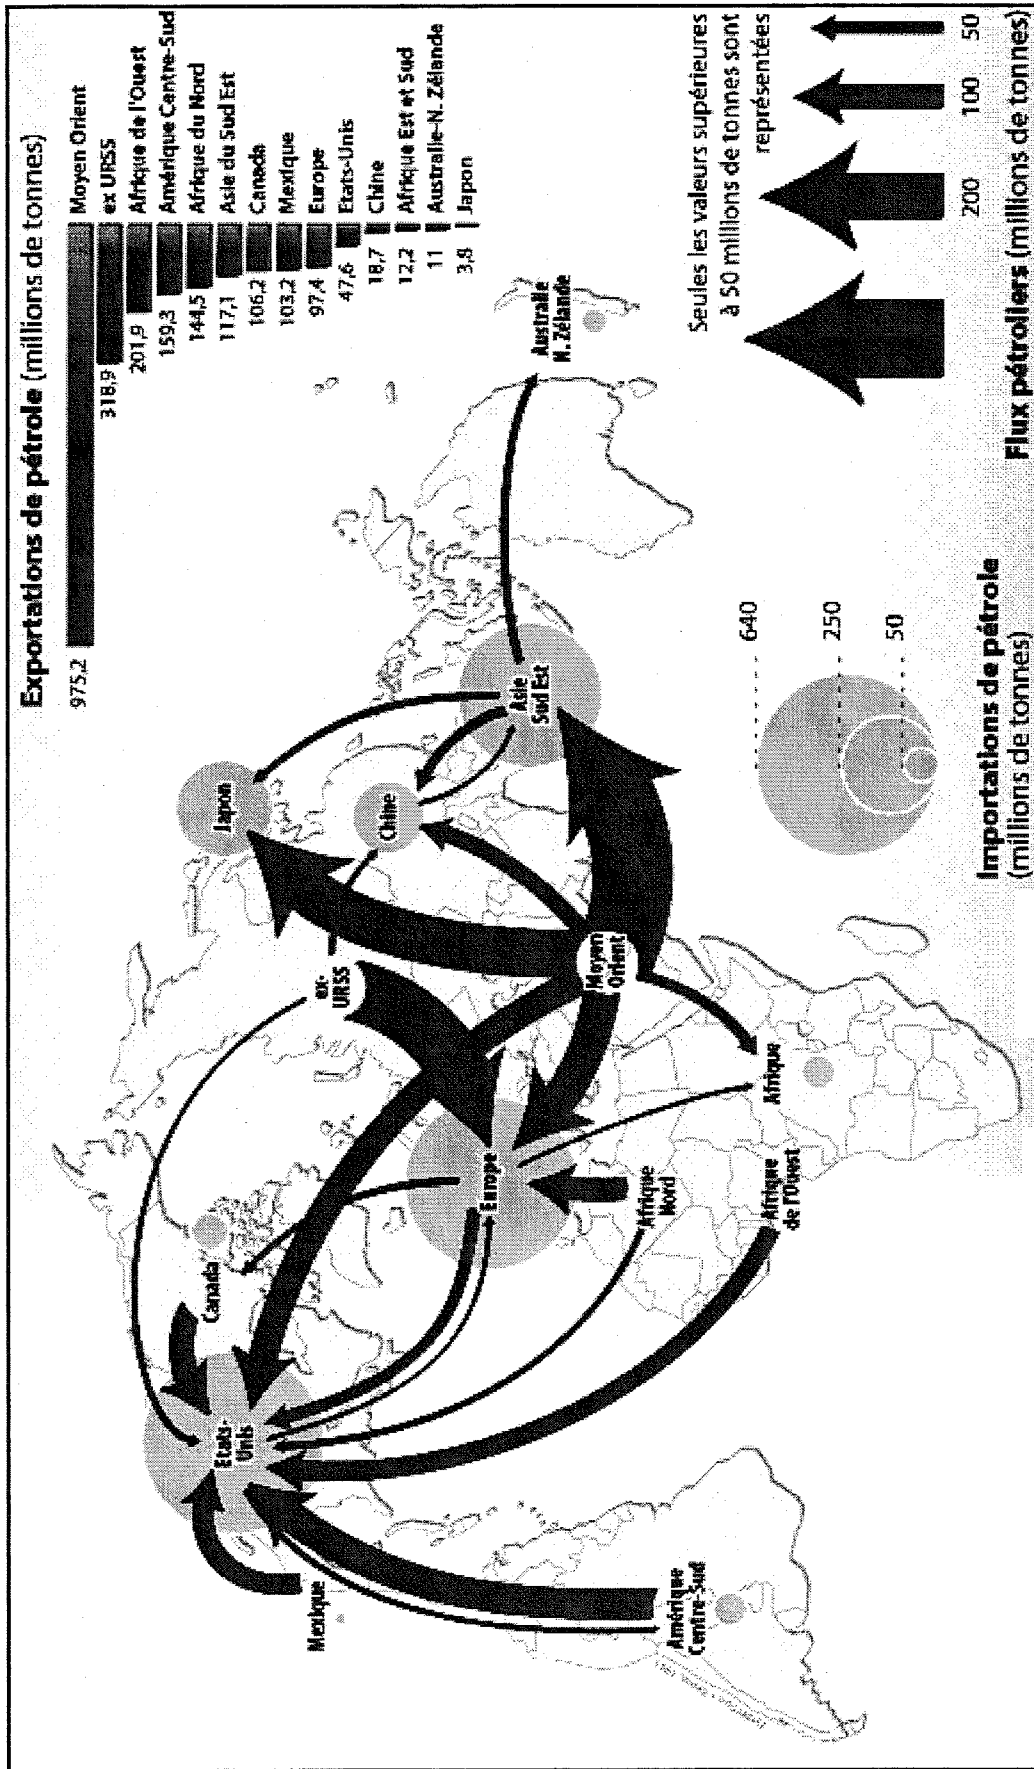 Exportations de pétrole (millions de tonnes)
975,2 Moyen Orient
318,9 ex URSS
201,9 Afrique de l'Ouest
159,3 Amérique Centre-Sud
144,5 Afrique du Nord
117,1 Asie du Sud Est
106,2 Canada
103,2 Mexique
97,4 Europe
47,6 Etats-Unis
18,7 Chine
12,2 Afrique Est et Sud
11 Australie-N. Zélande
3,9 Japon
Canada
Etats-
Unis
Mexique
Amérique
Centre-Sud
Europe
Afrique
Nord
Afrique
de l'Ouest
Afrique
ex-
URSS
Moyen
Orient
Japon
Chine
Asie
Sud Est
Australie
N. Zélande
640
250
50
Importations de pétrole
(millions de tonnes)
Seules les valeurs supérieures
à 50 millions de tonnes sont
représentées
200
100
50
Flux pétroliers (millions de tonnes)